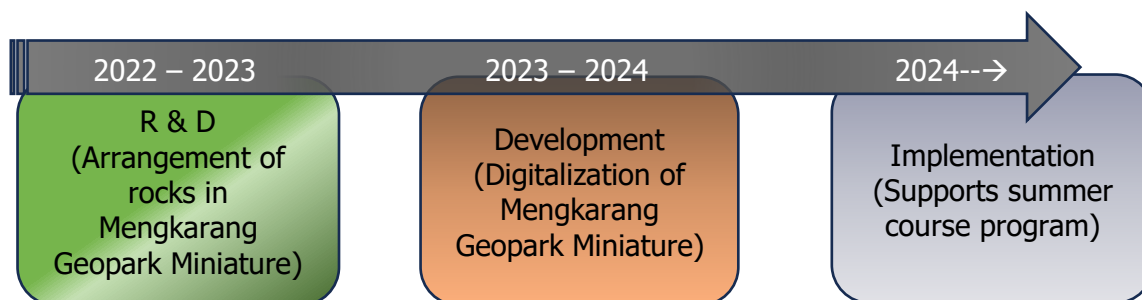 2022 – 2023
2023 – 2024
2024--→
R & D
(Arrangement of
rocks in
Mengkarang
Geopark Miniature)
Development
(Digitalization of
Mengkarang
Geopark Miniature)
Implementation
(Supports summer
course program)